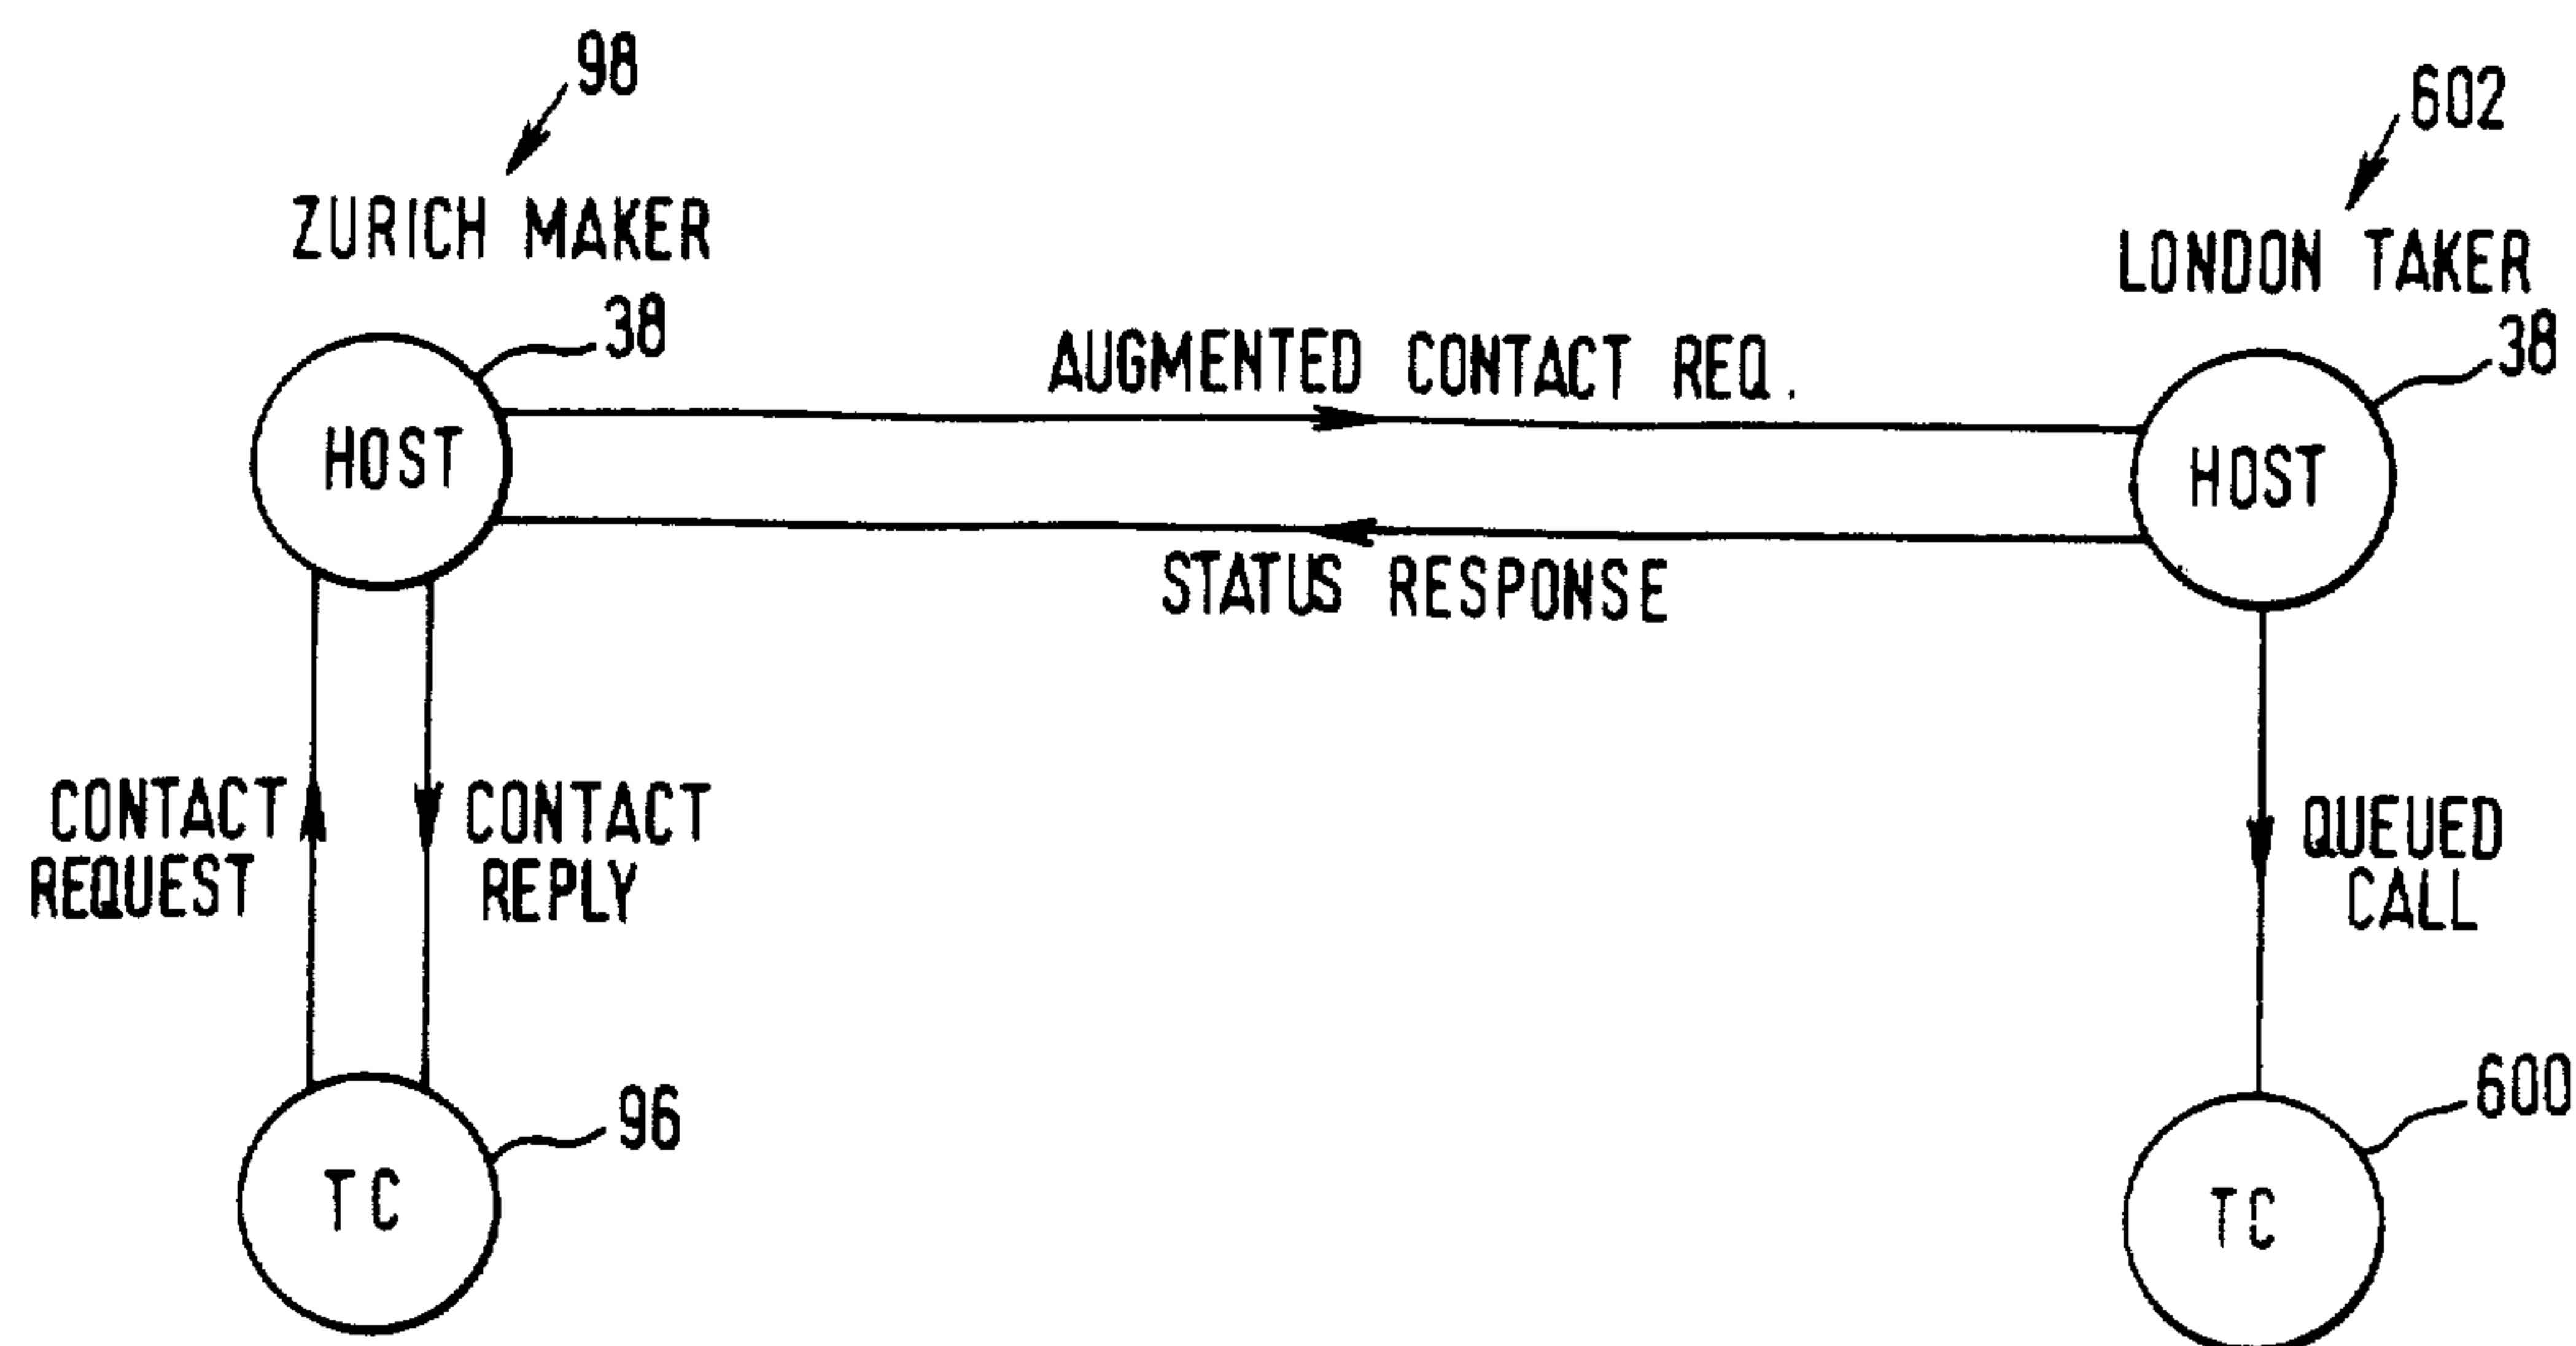 98
602
ZURICH MAKER
LONDON TAKER
38
38
AUGMENTED CONTACT REQ.
HOST
HOST
STATUS RESPONSE
CONTACT
REQUEST
CONTACT
REPLY
QUEUED
CALL
96
600
TC
TC